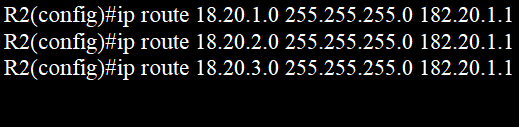 R2(config)#ip route 18.20.1.0 255.255.255.0 182.20.1.1
R2(config)#ip route 18.20.2.0 255.255.255.0 182.20.1.1
R2(config)#ip route 18.20.3.0 255.255.255.0 182.20.1.1